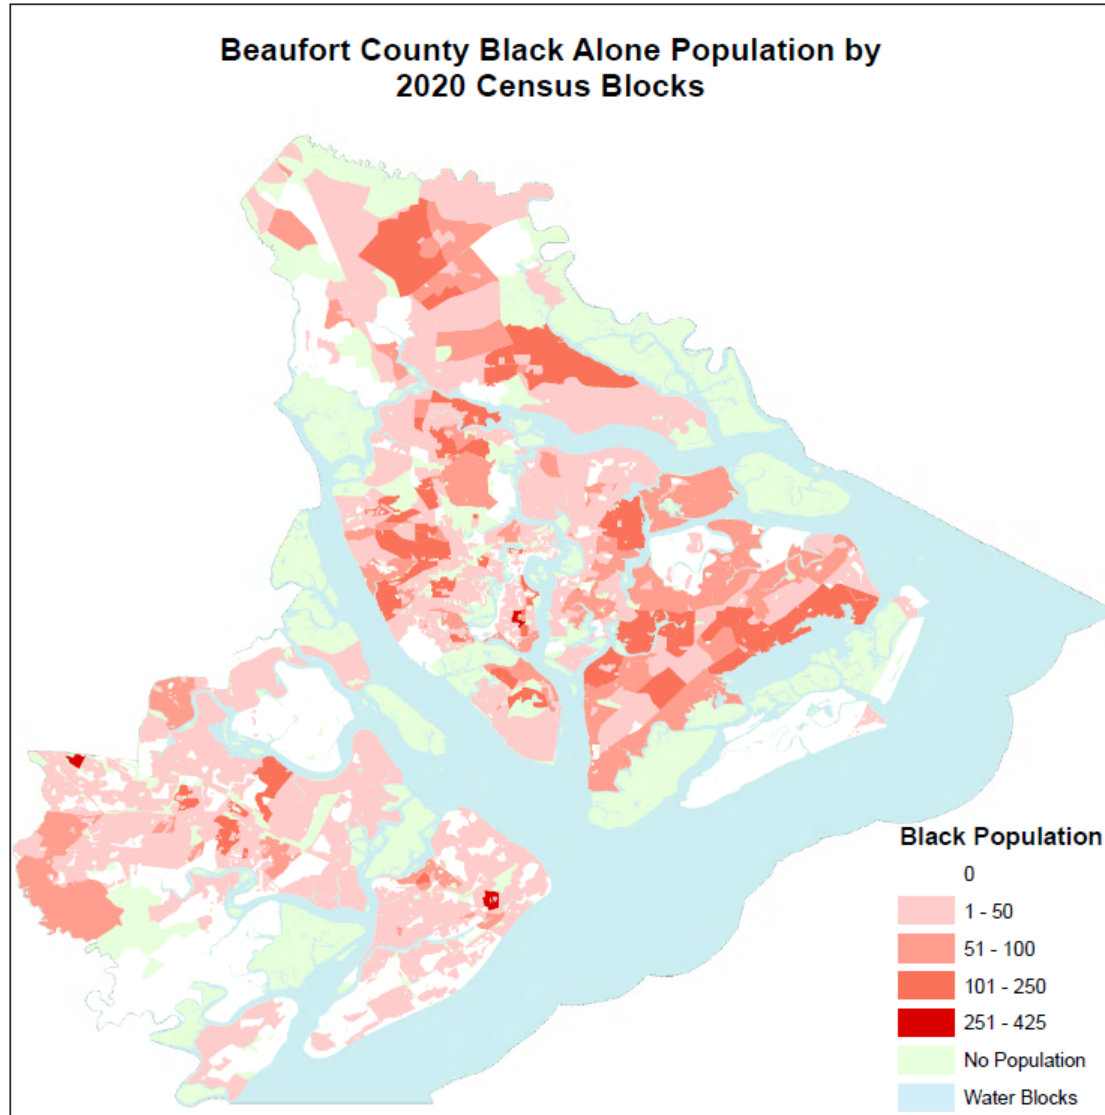 Beaufort County Black Alone Population by
2020 Census Blocks
Black Population
0
1 - 50
51 - 100
101 - 250
251 - 425
No Population
Water Blocks